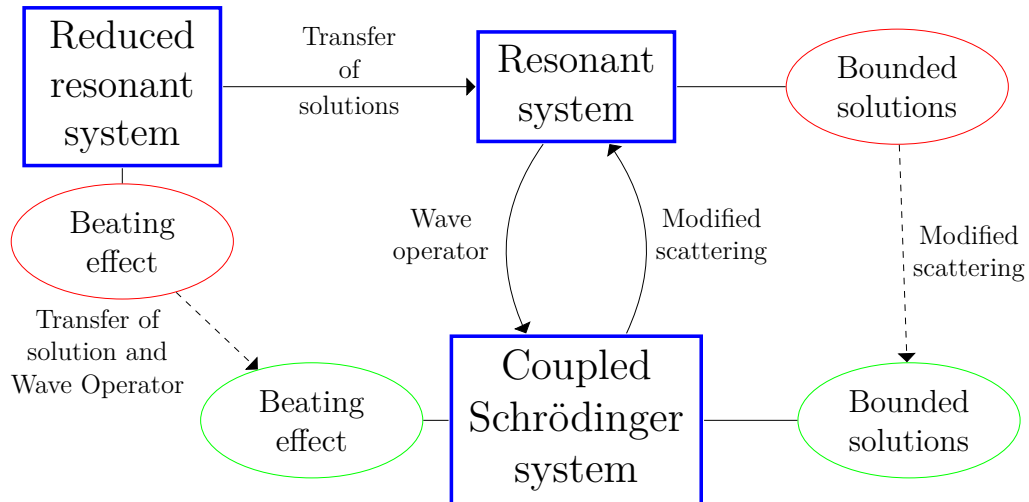 Reduced
resonant
system
Transfer
of
solutions
Resonant
system
Bounded
solutions
Beating
effect
Wave
operator
Modified
scattering
Modified
scattering
Transfer of
solution and
Wave Operator
Beating
effect
Coupled
Schrödinger
system
Bounded
solutions